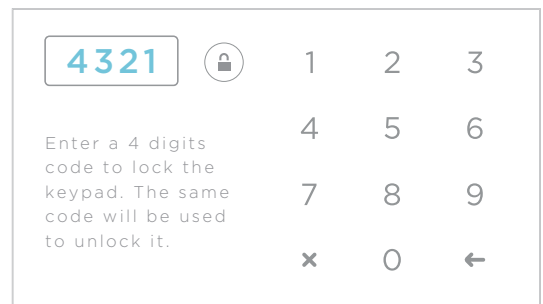 4321
1 2 3
4 5 6
7 8 9
× 0 ←
Enter a 4 digits
code to lock the
keypad. The same
code will be used
to unlock it.